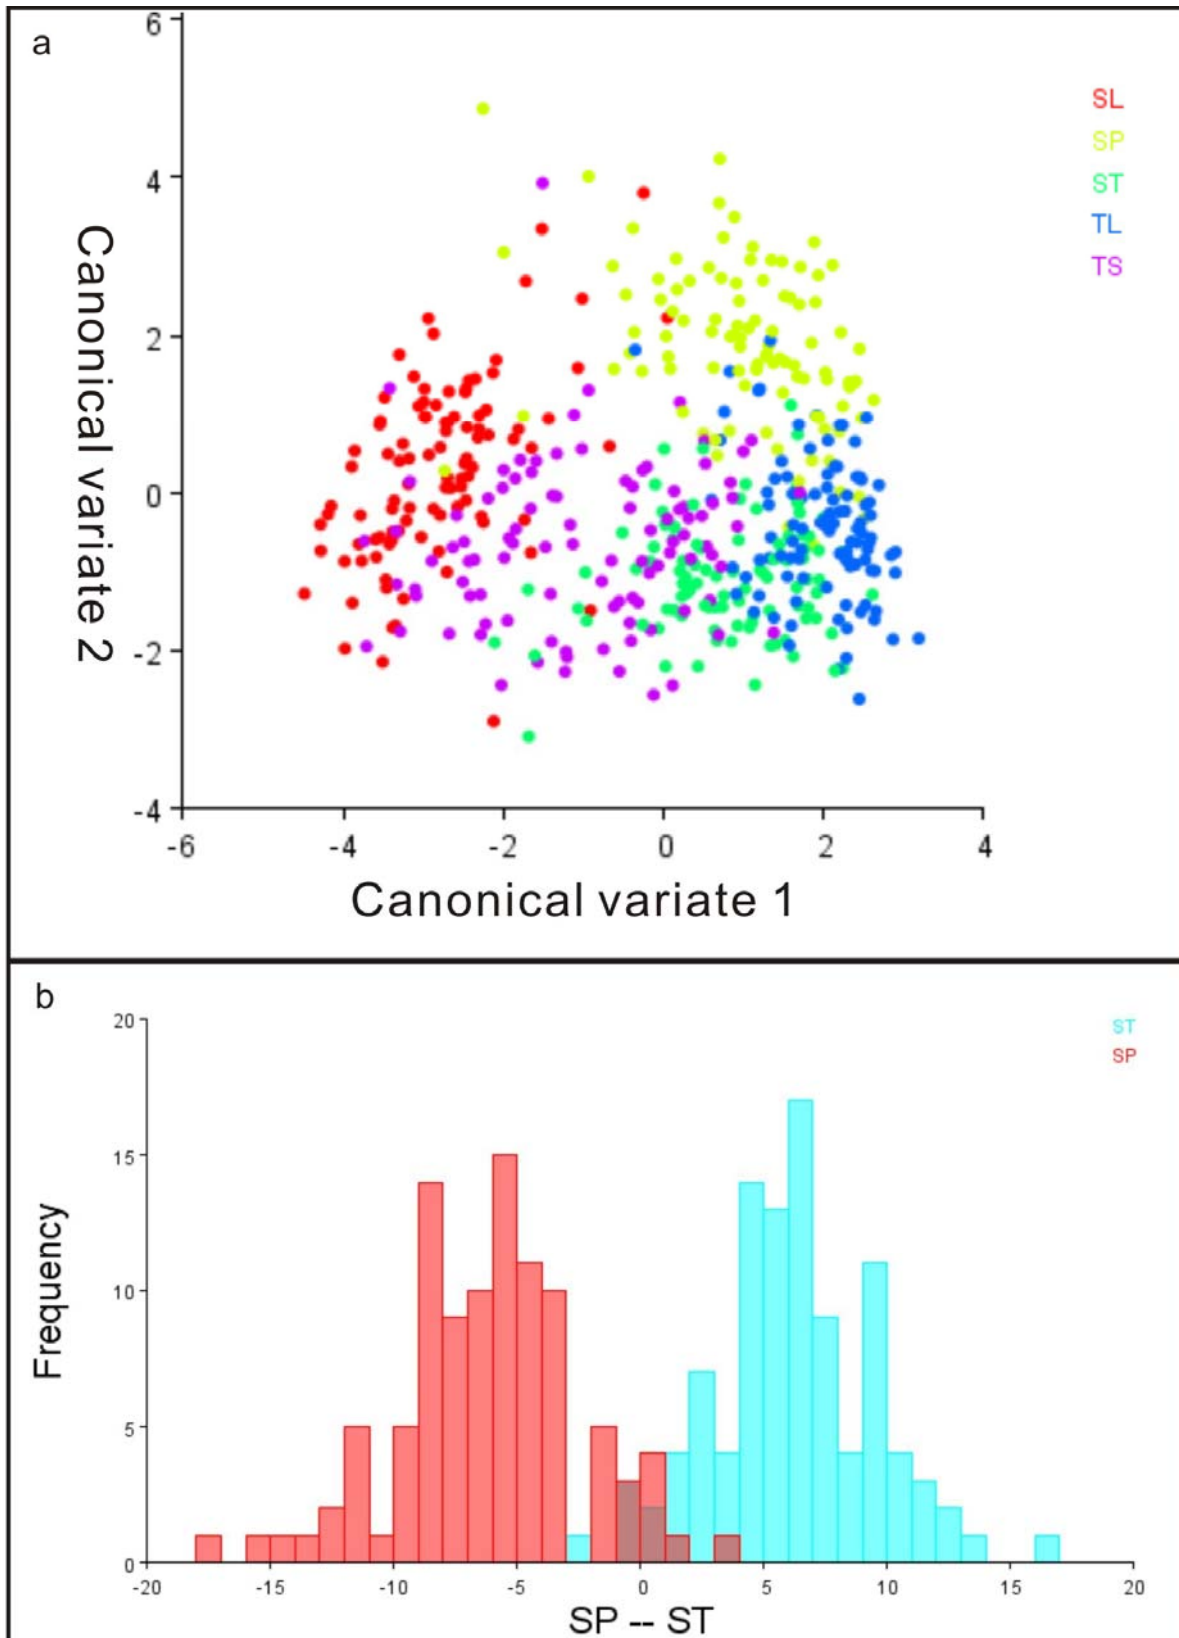 a
6
4
2
0
-2
-4
-6 -4 -2 0 2 4
Canonical variate 2
Canonical variate 1
SL
SP
ST
TL
TS
b
20
15
10
5
0
-20 -15 -10 -5 0 5 10 15 20
Frequency
SP -- ST
ST
SP